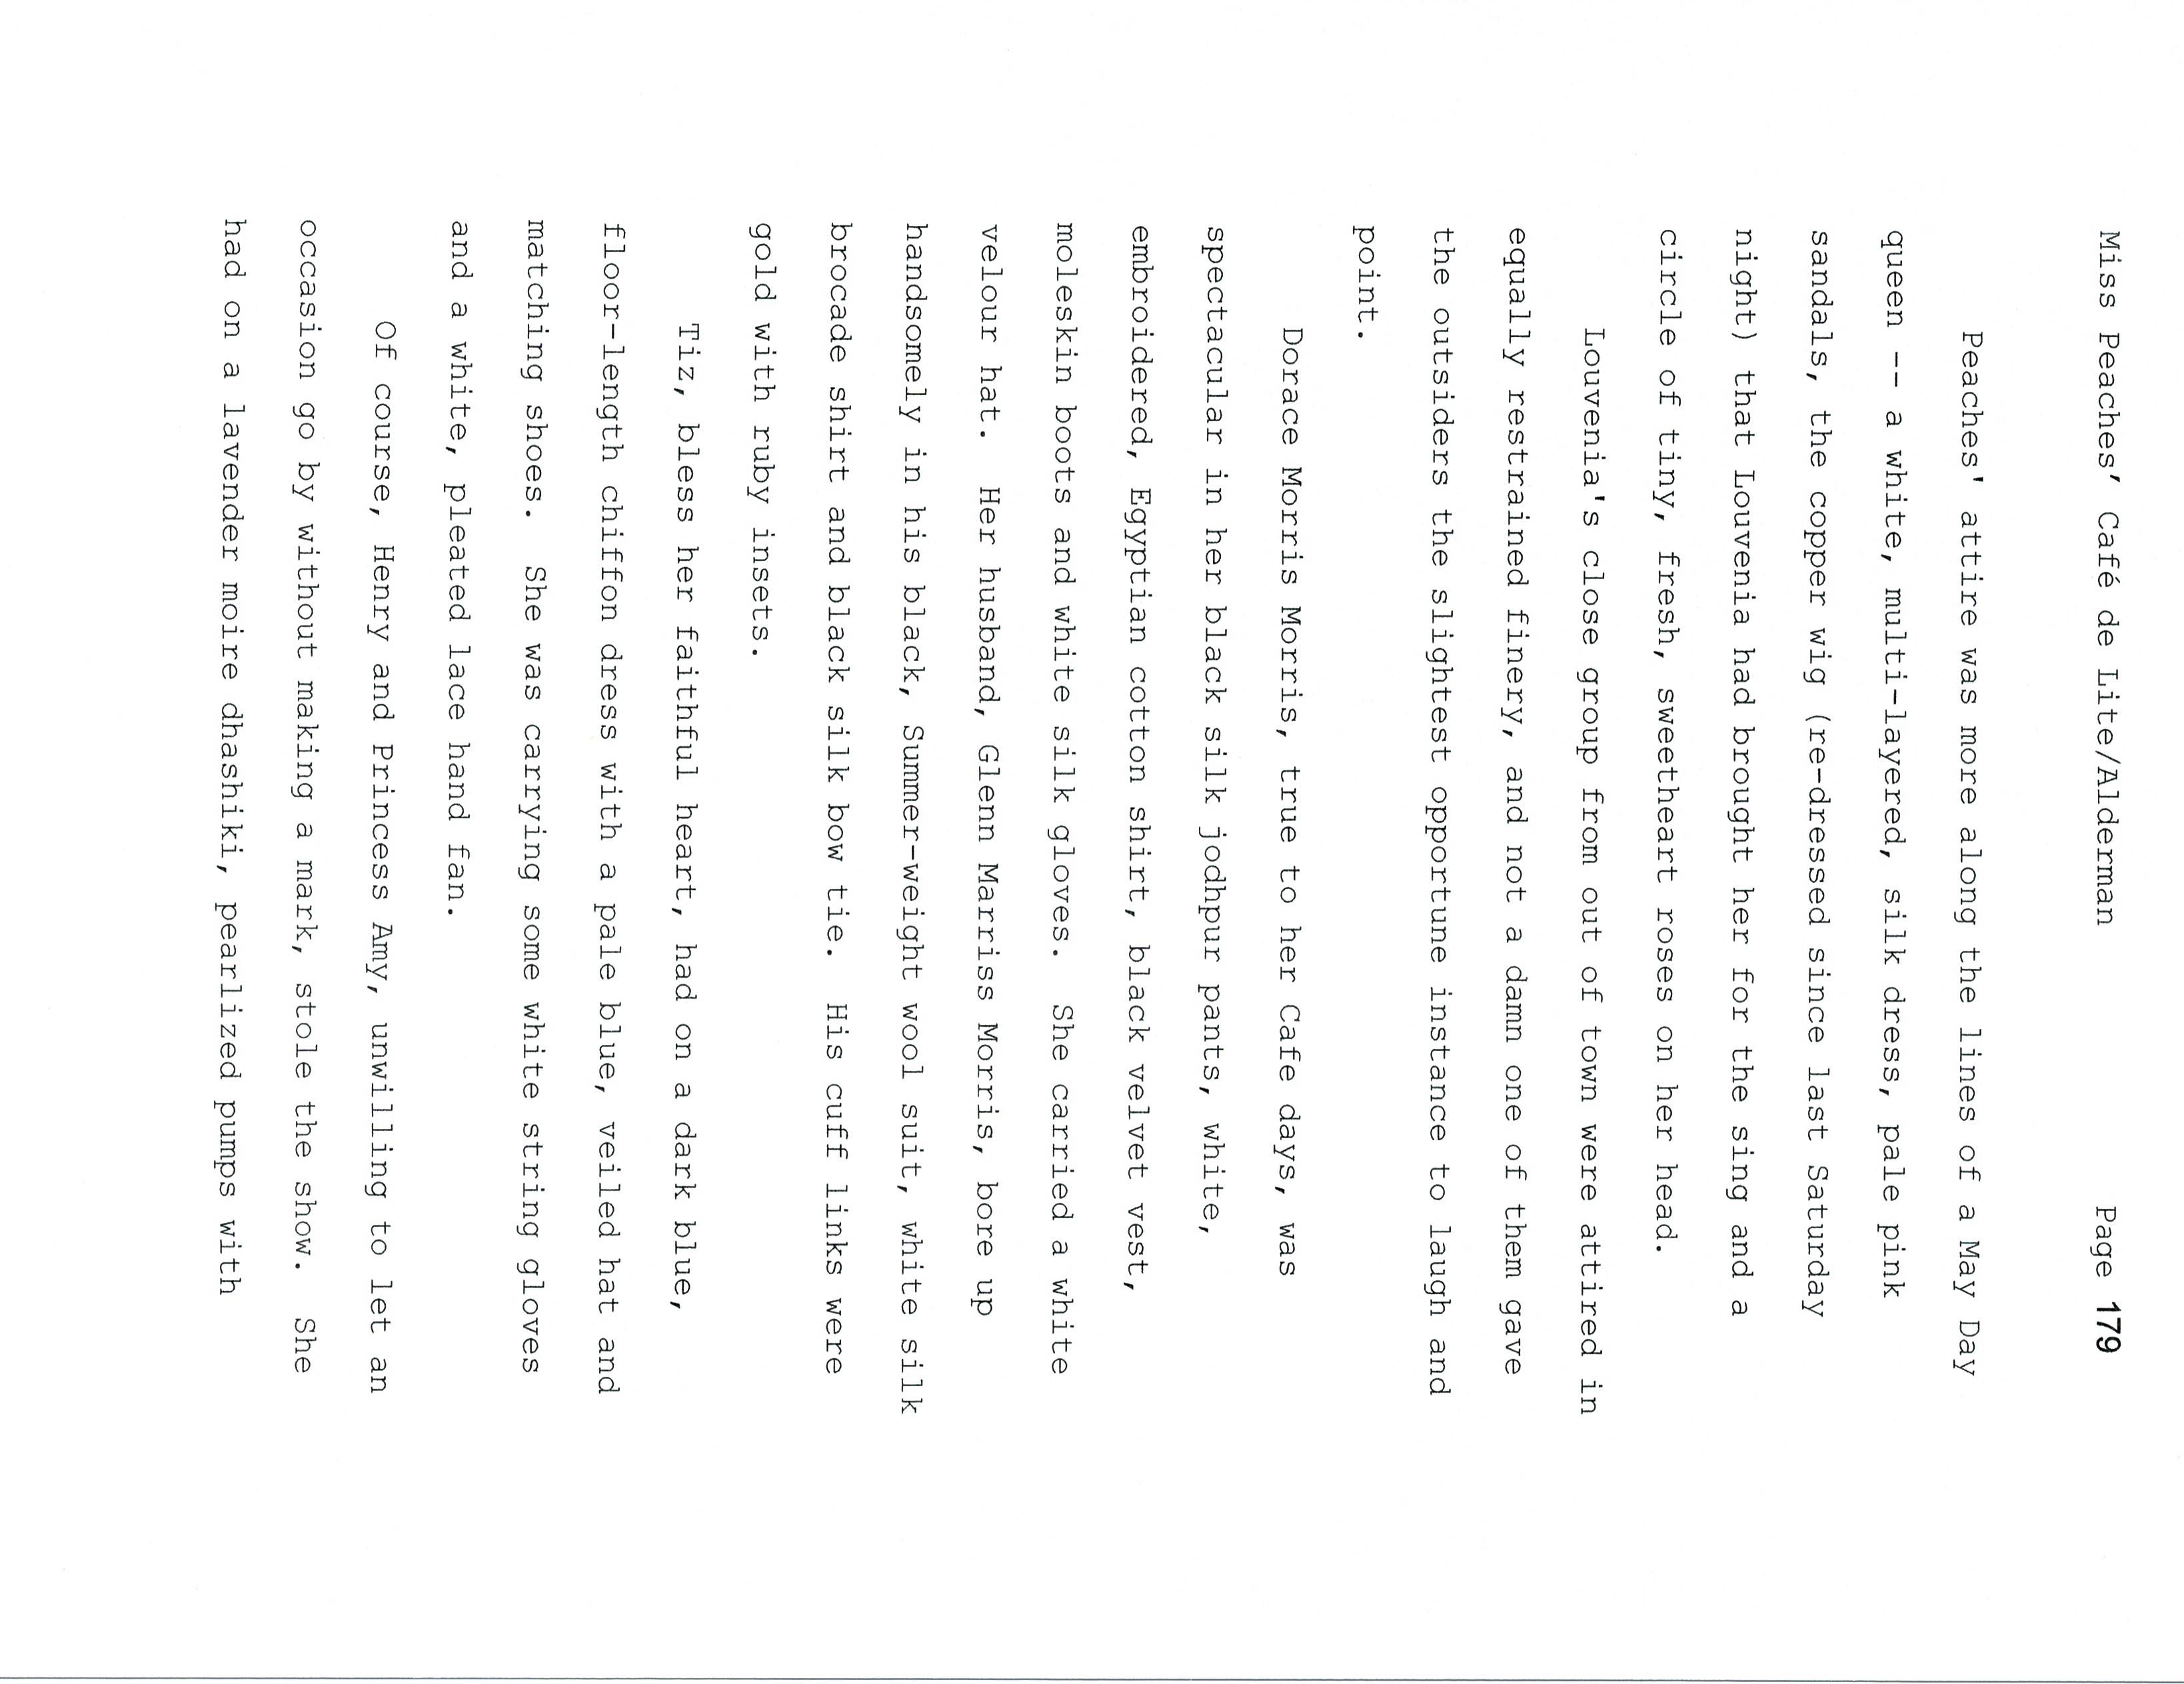 Miss Peaches’ Café de Lite/Alderman Page 179
Peaches' attire was more along the lines of a May Day
queen -- a white, multi-layered, silk dress, pale pink
sandals, the copper wig (re-dressed since last Saturday
night) that Louvenia had brought her for the sing and a
circle of tiny, fresh, sweetheart roses on her head.
Louvenia's close group from out of town were attired in
equally restrained finery, and not a damn one of them gave
the outsiders the slightest opportune instance to laugh and
point.
Dorace Morris Morris, true to her Cafe days, was
spectacular in her black silk jodhpur pants, white,
embroidered, Egyptian cotton shirt, black velvet vest,
moleskin boots and white silk gloves. She carried a white
velour hat. Her husband, Glenn Marriss Morris, bore up
handsomely in his black, Summer-weight wool suit, white silk
brocade shirt and black silk bow tie. His cuff links were
gold with ruby insets.
Tiz, bless her faithful heart, had on a dark blue,
floor-length chiffon dress with a pale blue, veiled hat and
matching shoes. She was carrying some white string gloves
and a white, pleated lace hand fan.
Of course, Henry and Princess Amy, unwilling to let an
occasion go by without making a mark, stole the show. She
had on a lavender moire dhashiki, pearlized pumps with